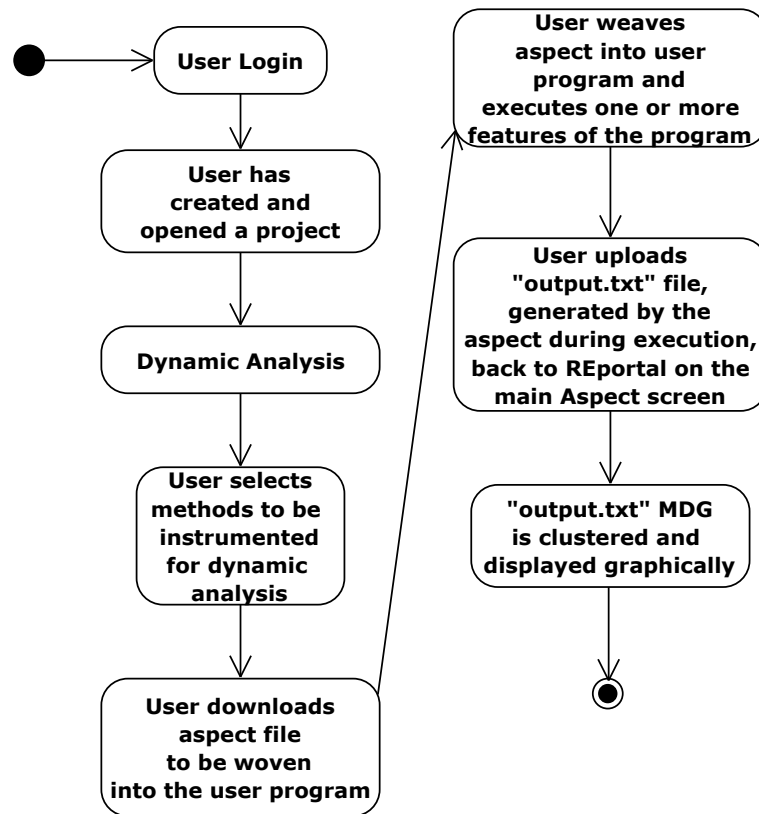 User Login
User has
created and
opened a project
Dynamic Analysis
User selects
methods to be
instrumented
for dynamic
analysis
User downloads
aspect file
to be woven
into the user program
User weaves
aspect into user
program and
executes one or more
features of the program
User uploads
"output.txt" file,
generated by the
aspect during execution,
back to REportal on the
main Aspect screen
"output.txt" MDG
is clustered and
displayed graphically